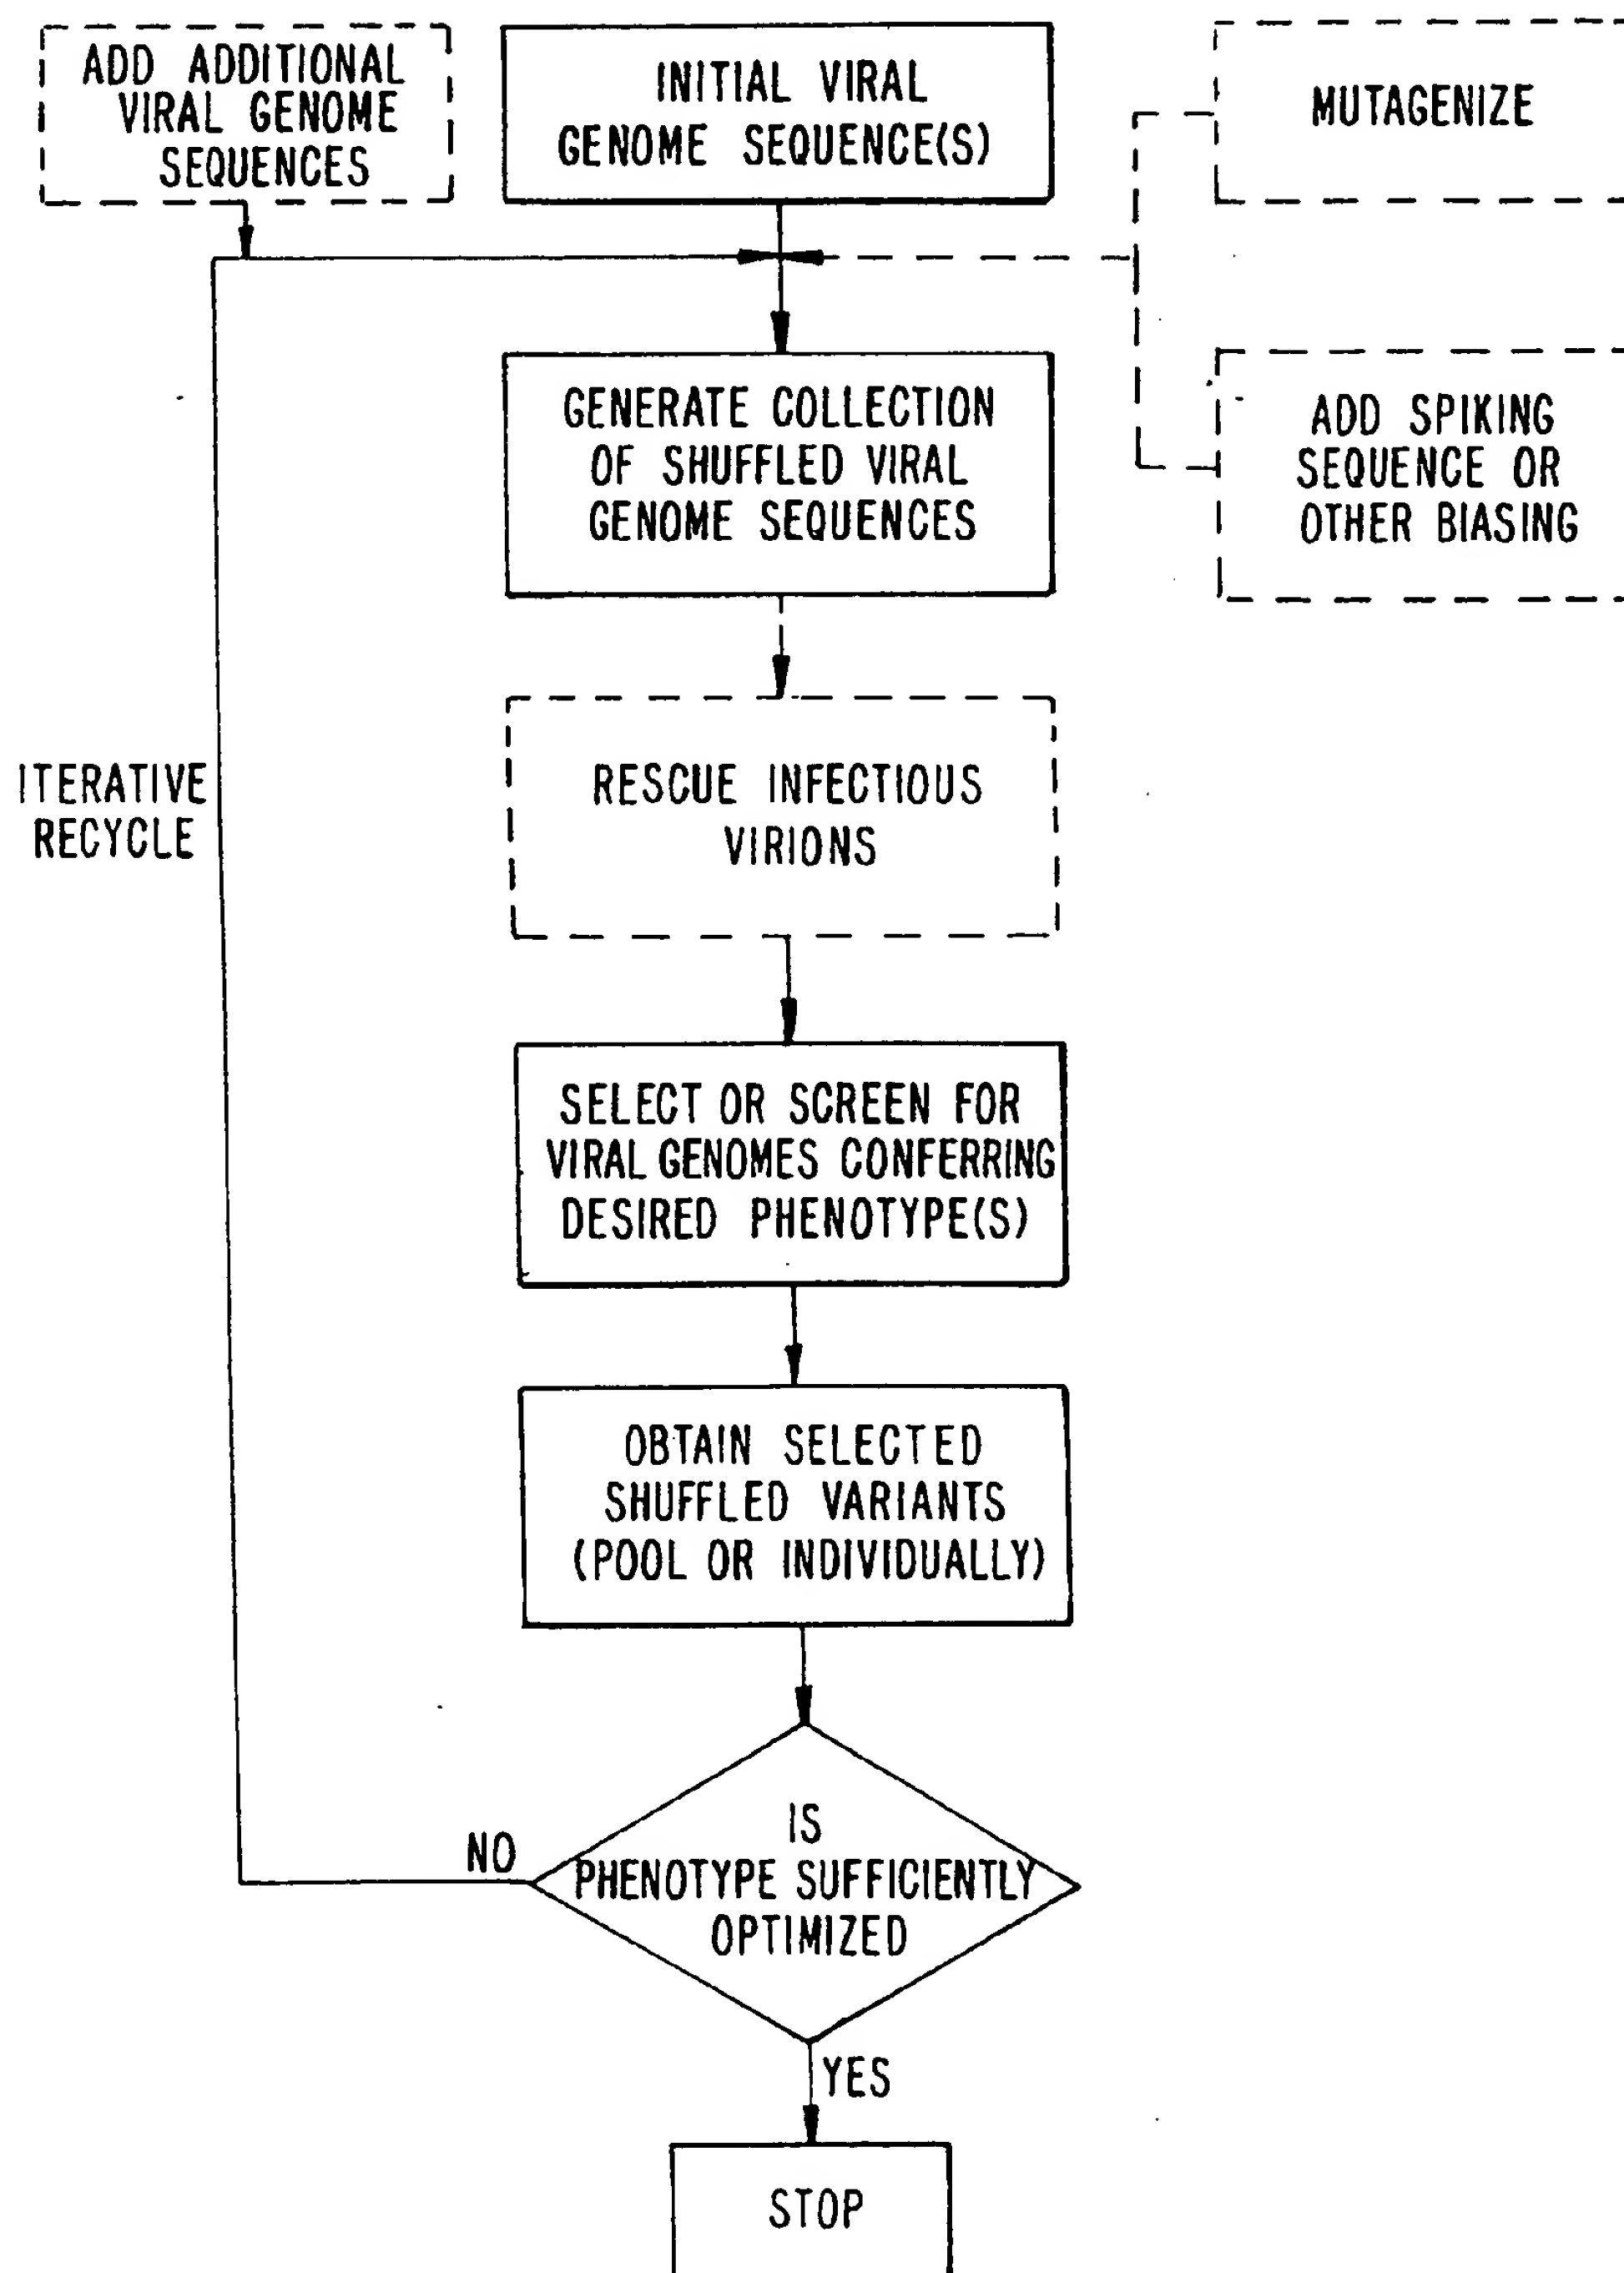 ADD ADDITIONAL
VIRAL GENOME
SEQUENCES
INITIAL VIRAL
GENOME SEQUENCE(S)
MUTAGENIZE
GENERATE COLLECTION
OF SHUFFLED VIRAL
GENOME SEQUENCES
ADD SPIKING
SEQUENCE OR
OTHER BIASING
RESCUE INFECTIOUS
VIRIONS
ITERATIVE
RECYCLE
SELECT OR SCREEN FOR
VIRAL GENOMES CONFERRING
DESIRED PHENOTYPE(S)
OBTAIN SELECTED
SHUFFLED VARIANTS
(POOL OR INDIVIDUALLY)
IS
PHENOTYPE SUFFICIENTLY
OPTIMIZED
NO
YES
STOP